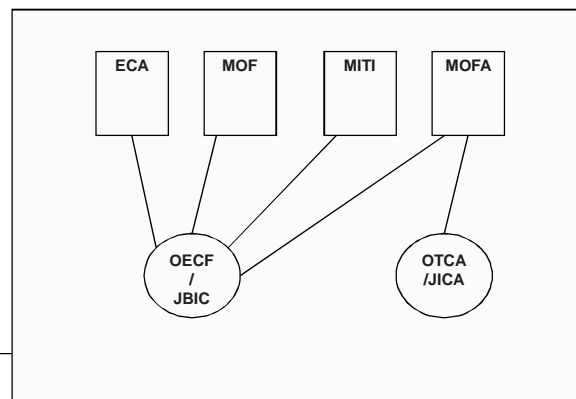 ECA
MOF
MITI
MOFA
OECF
/
JBIC
OTCA
/JICA